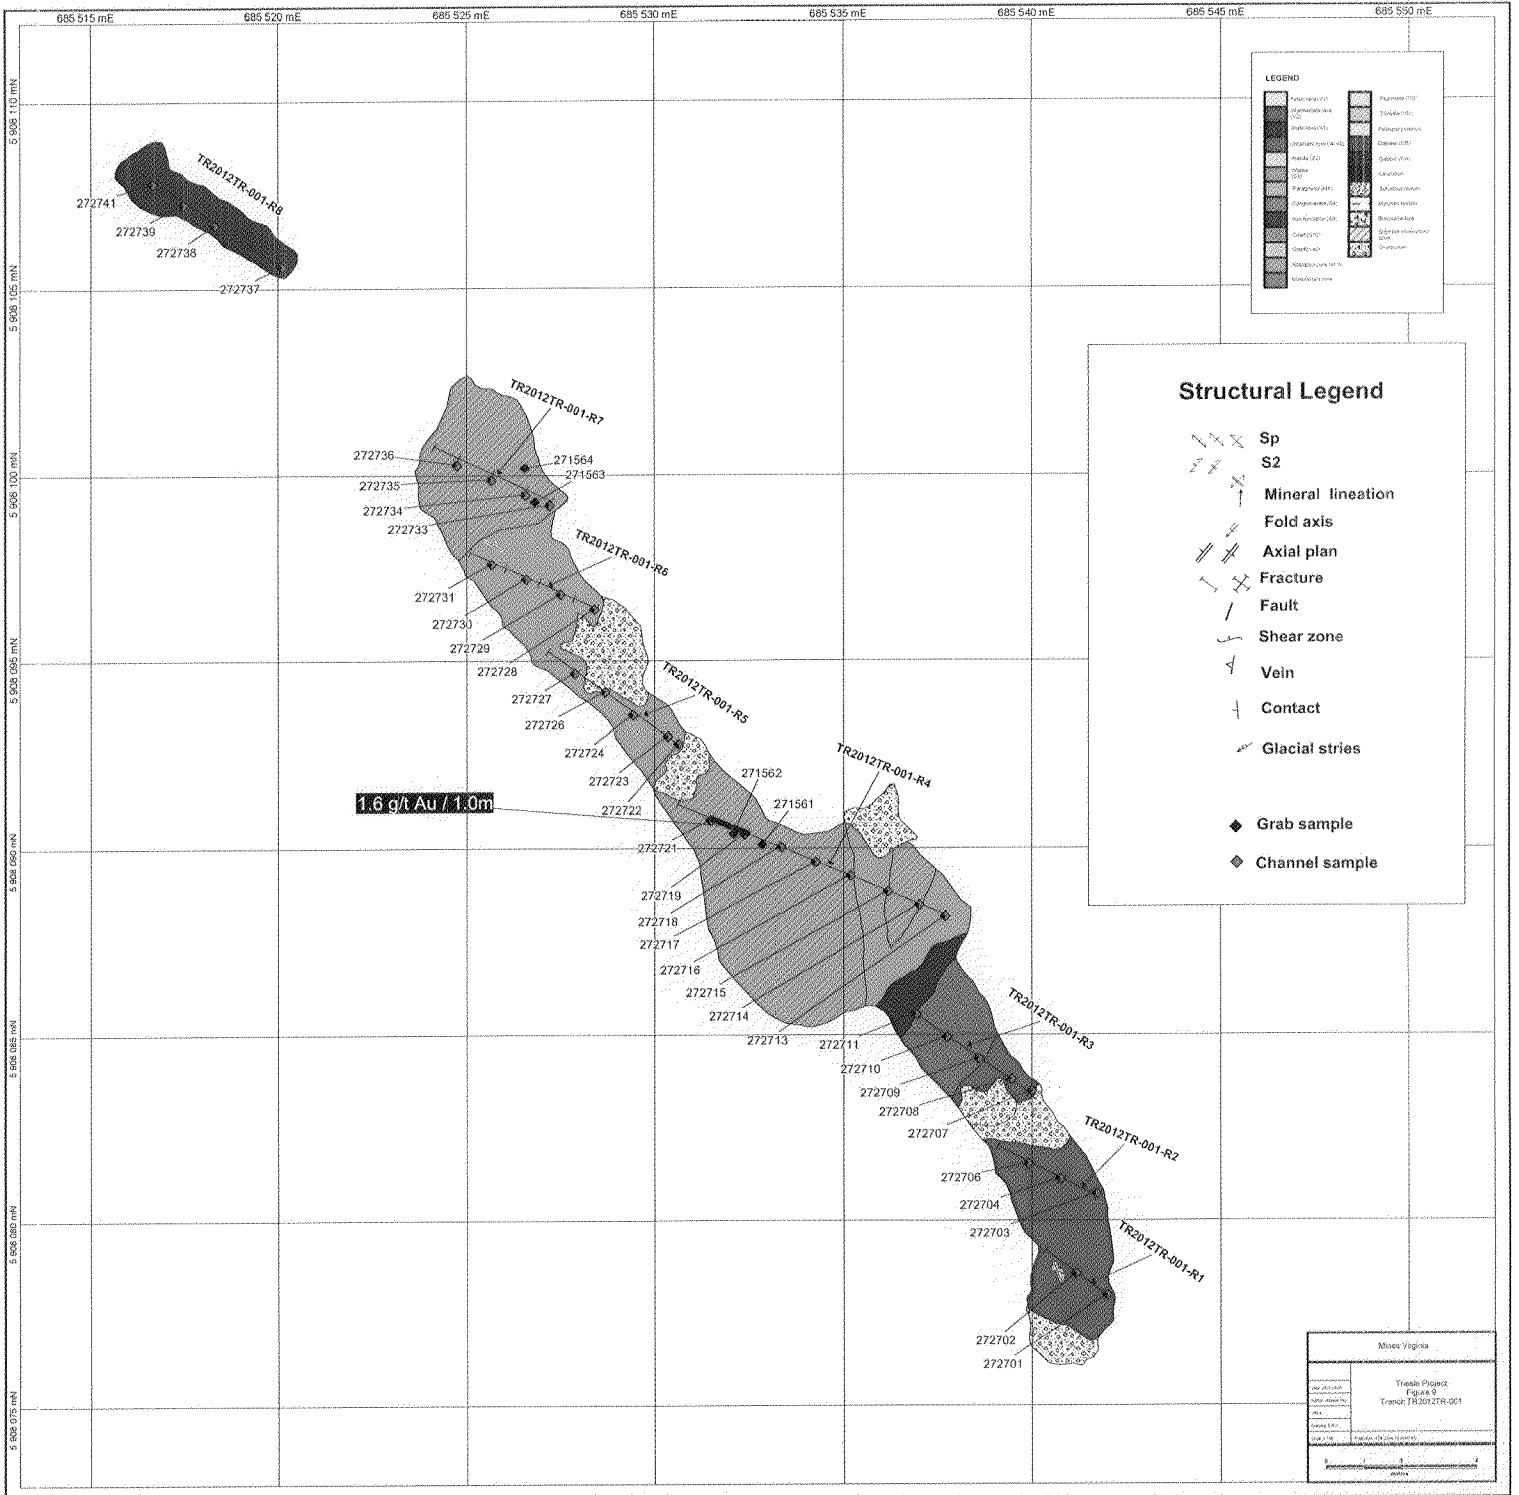 685 515 mE
685 520 mE
685 525 mE
685 530 mE
685 535 mE
685 540 mE
685 545 mE
685 550 mE
5 908 110 mN
5 908 105 mN
5 908 100 mN
5 908 095 mN
5 908 090 mN
5 908 085 mN
5 908 080 mN
5 908 075 mN
LEGEND
TR2012TR-001-R8
272741
272739
272738
272737
TR2012TR-001-R7
272736
271564
272735
271563
272734
272733
TR2012TR-001-R6
272731
272730
272729
272728
TR2012TR-001-R5
272727
272726
272724
272723
272722
1.6 g/t Au / 1.0m
TR2012TR-001-R4
271562
271561
272721
272719
272718
272717
272716
272715
272714
272713
TR2012TR-001-R3
272711
272710
272709
272708
272707
TR2012TR-001-R2
272706
272704
272703
TR2012TR-001-R1
272702
272701
Structural Legend
Sp
S2
Mineral lineation
Fold axis
Axial plan
Fracture
Fault
Shear zone
Vein
Contact
Glacial stries
Grab sample
Channel sample
Mines Virginia
Trieste Project
Figure 9
Trench TR2012TR-001